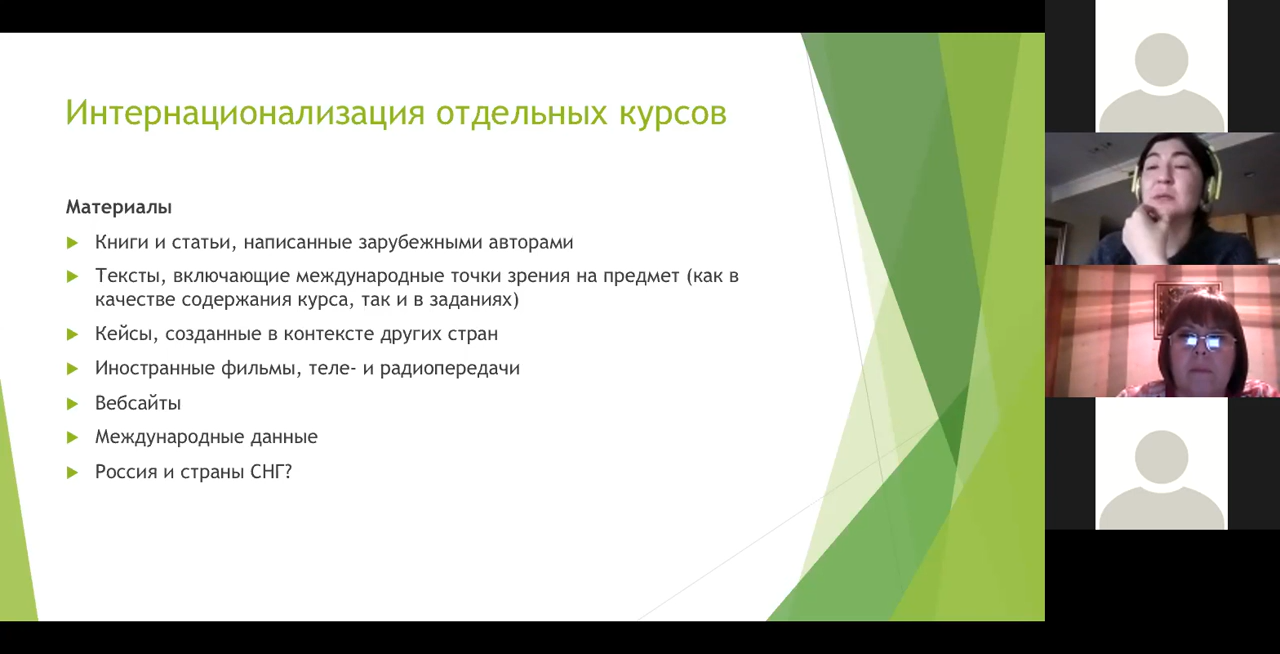 Интернационализация отдельных курсов
Материалы
Книги и статьи, написанные зарубежными авторами
Тексты, включающие международные точки зрения на предмет (как в
качестве содержания курса, так и в заданиях)
Кейсы, созданные в контексте других стран
Иностранные фильмы, теле- и радиопередачи
Вебсайты
Международные данные
Россия и страны СНГ?